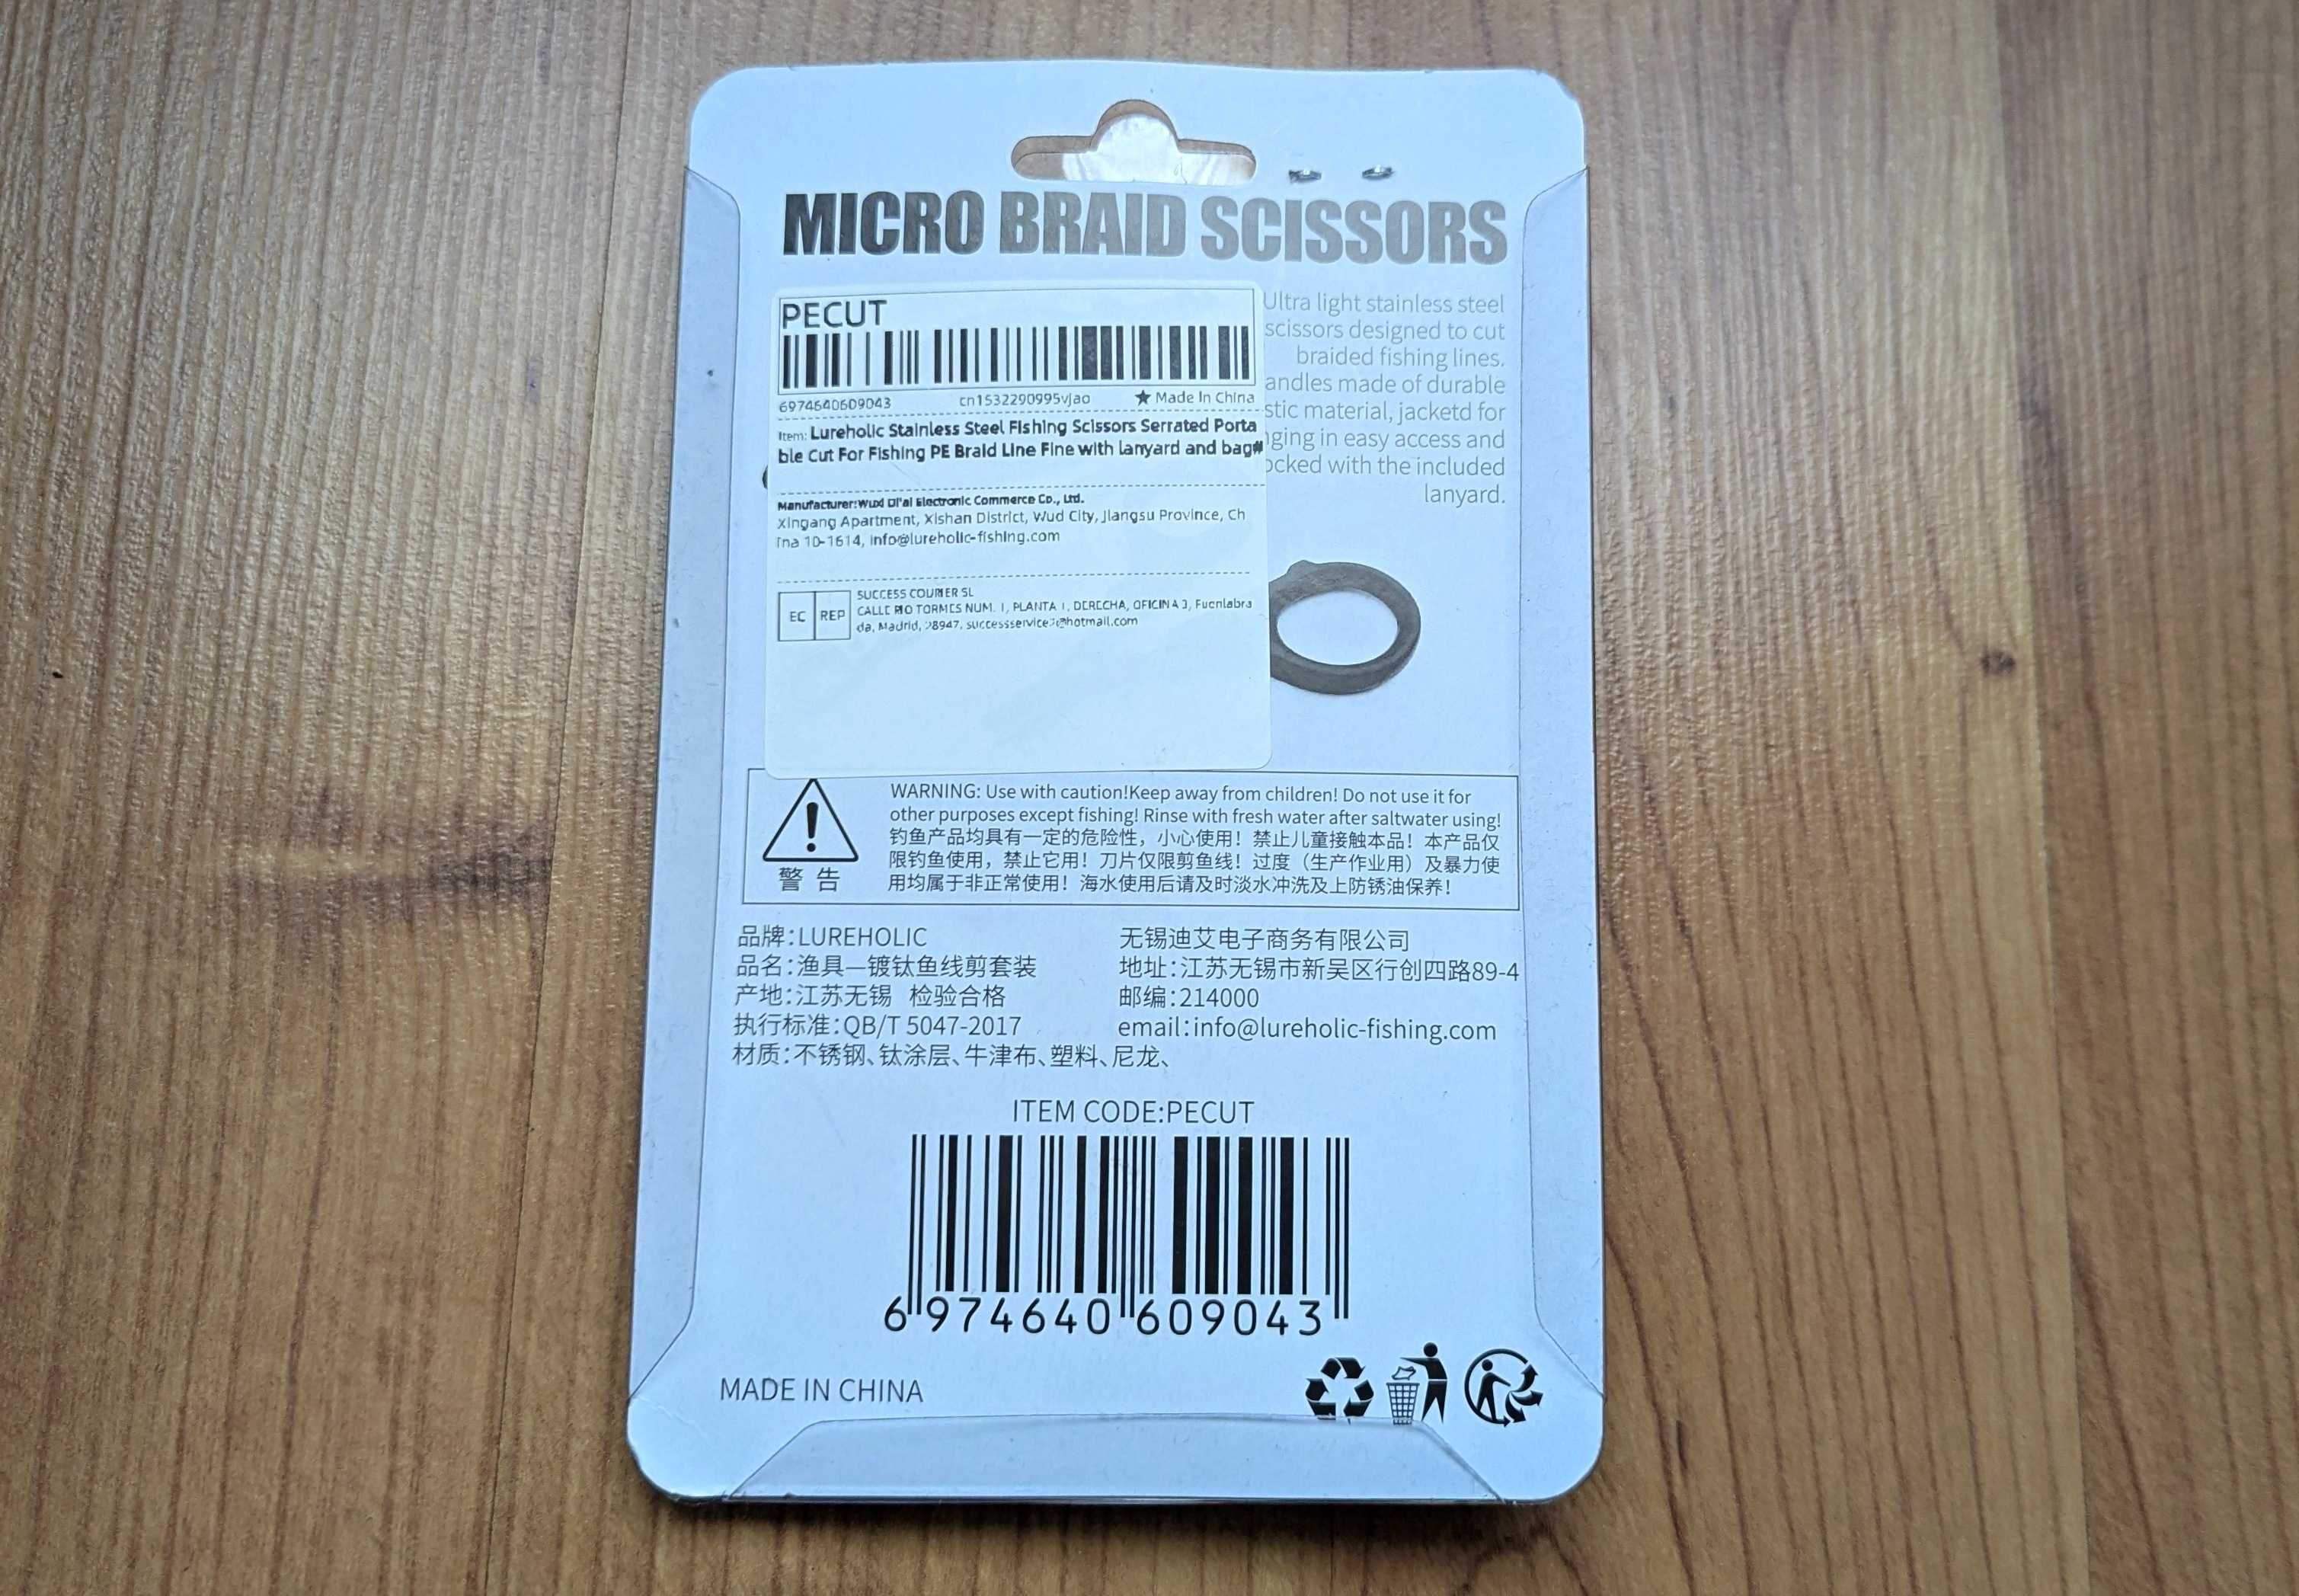 MICRO BRAID SCISSORS
PECUT
6974640609043 cn1532290995vjao ★ Made In China
Item: Lureholic Stainless Steel Fishing Scissors Serrated Porta
ble Cut For Fishing PE Braid Line Fine with lanyard and bag#
Manufacturer:Wuxi Di'ai Electronic Commerce Co., Ltd.
Xingang Apartment, Xishan District, Wuxi City, Jiangsu Province, Ch
ina 10-1614, info@lureholic-fishing.com
EC REP
SUCCESS COURIER SL
CALLE RIO TORMES NUM. 1, PLANTA 1, DERECHA, OFICINA 3, Fuenlabra
da, Madrid, 28947, successservice2@hotmail.com
Ultra light stainless steel
scissors designed to cut
braided fishing lines.
andles made of durable
stic material, jacketd for
ging in easy access and
ocked with the included
lanyard.
警告
WARNING: Use with caution!Keep away from children! Do not use it for
other purposes except fishing! Rinse with fresh water after saltwater using!
钓鱼产品均具有一定的危险性，小心使用！禁止儿童接触本品！本产品仅
限钓鱼使用，禁止它用！刀片仅限剪鱼线！过度（生产作业用）及暴力使
用均属于非正常使用！海水使用后请及时淡水冲洗及上防锈油保养！
品牌：LUREHOLIC
品名：渔具—镀钛鱼线剪套装
产地：江苏无锡 检验合格
执行标准：QB/T 5047-2017
材质：不锈钢、钛涂层、牛津布、塑料、尼龙、
无锡迪艾电子商务有限公司
地址：江苏无锡市新吴区行创四路89-4
邮编：214000
email：info@lureholic-fishing.com
ITEM CODE:PECUT
6 974640 609043
MADE IN CHINA